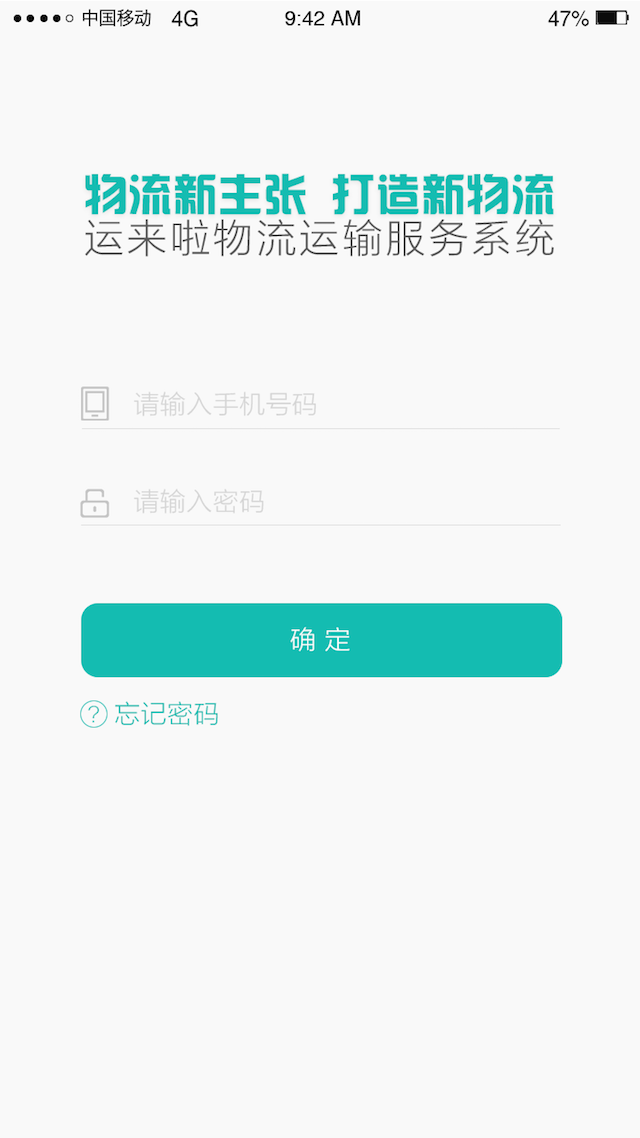 中国移动 4G 9:42 AM 47%
物流新主张 打造新物流
运来啦物流运输服务系统
请输入手机号码
请输入密码
确定
? 忘记密码